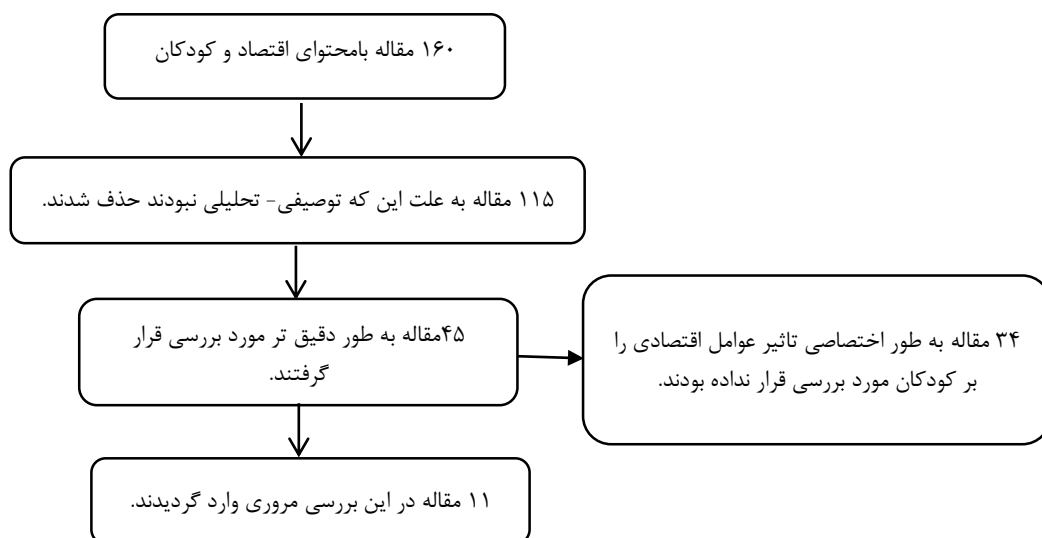 ۱۶۰ مقاله بامحتوای اقتصاد و کودکان
۱۱۵ مقاله به علت این که توصیفی- تحلیلی نبودند حذف شدند.
۴۵مقاله به طور دقیق تر مورد بررسی قرار
گرفتند.
۳۴ مقاله به طور اختصاصی تاثیر عوامل اقتصادی را
بر کودکان مورد بررسی قرار نداده بودند.
۱۱ مقاله در این بررسی مروری وارد گردیدند.